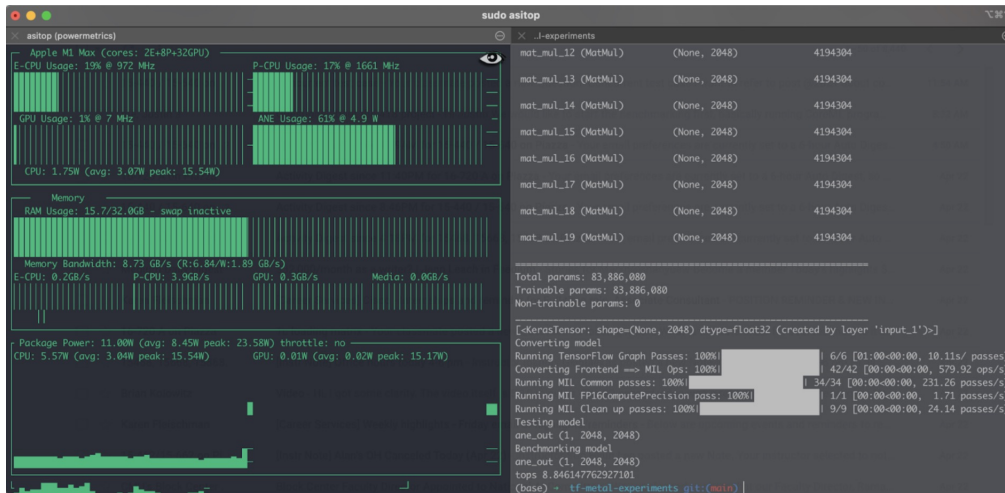 sudo asitop
asitop (powermetrics)
Apple M1 Max (cores: 2E+8P+32GPU)
E-CPU Usage: 19% @ 972 MHz
P-CPU Usage: 17% @ 1661 MHz
GPU Usage: 1% @ 7 MHz
ANE Usage: 61% @ 4.9 W
CPU: 1.75W (avg: 3.07W peak: 15.54W)
Memory
RAM Usage: 15.7/32.0GB - swap inactive
Memory Bandwidth: 8.73 GB/s (R:6.84/W:1.89 GB/s)
E-CPU: 0.2GB/s
P-CPU: 3.9GB/s
GPU: 0.3GB/s
Media: 0.0GB/s
Package Power: 11.00W (avg: 8.45W peak: 23.58W) throttle: no
CPU: 5.57W (avg: 3.04W peak: 15.54W)
GPU: 0.01W (avg: 0.02W peak: 15.17W)
..l-experiments
mat_mul_12 (MatMul) (None, 2048) 4194304
mat_mul_13 (MatMul) (None, 2048) 4194304
mat_mul_14 (MatMul) (None, 2048) 4194304
mat_mul_15 (MatMul) (None, 2048) 4194304
mat_mul_16 (MatMul) (None, 2048) 4194304
mat_mul_17 (MatMul) (None, 2048) 4194304
mat_mul_18 (MatMul) (None, 2048) 4194304
mat_mul_19 (MatMul) (None, 2048) 4194304
Total params: 83,886,080
Trainable params: 83,886,080
Non-trainable params: 0
[<KerasTensor: shape=(None, 2048) dtype=float32 (created by layer 'input_1')>]
Converting model
Running TensorFlow Graph Passes: 100%| | 6/6 [01:00<00:00, 10.11s/ passes
Converting Frontend ==> MIL Ops: 100%| | 42/42 [00:00<00:00, 579.92 ops/s
Running MIL Common passes: 100%| | 34/34 [00:00<00:00, 231.26 passes/s
Running MIL FP16ComputePrecision pass: 100%| | 1/1 [00:00<00:00, 1.71 passes/s
Running MIL Clean up passes: 100%| | 9/9 [00:00<00:00, 24.14 passes/s
Testing model
ane_out (1, 2048, 2048)
Benchmarking model
ane_out (1, 2048, 2048)
tops 8.846147762927101
(base) → tf-metal-experiments git:(main)